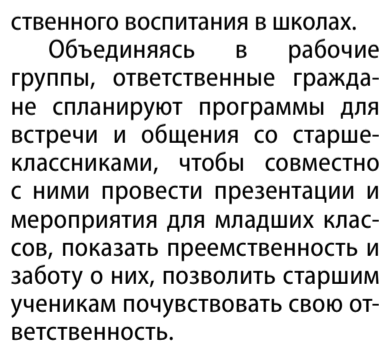 ственного воспитания в школах.
Объединяясь в рабочие
группы, ответственные гражда-
не спланируют программы для
встречи и общения со старше-
классниками, чтобы совместно
с ними провести презентации и
мероприятия для младших клас-
сов, показать преемственность и
заботу о них, позволить старшим
ученикам почувствовать свою от-
ветственность.